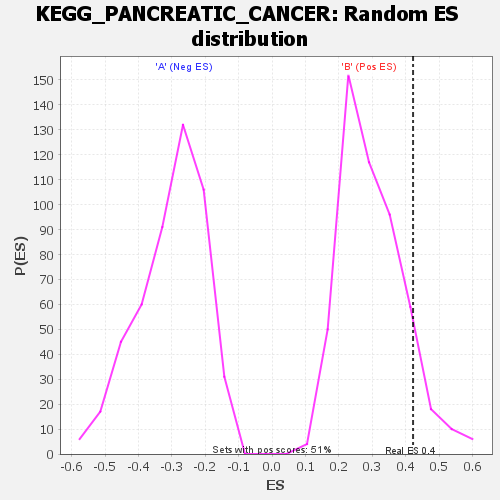 KEGG_PANCREATIC_CANCER: Random ES
distribution
'A' (Neg ES)
'B' (Pos ES)
150
140
130
120
110
100
90
80
70
60
50
40
30
20
10
0
P(ES)
Sets with pos scores: 51%
Real ES 0.4
-0.6 -0.5 -0.4 -0.3 -0.2 -0.1 0.0 0.1 0.2 0.3 0.4 0.5 0.6
ES